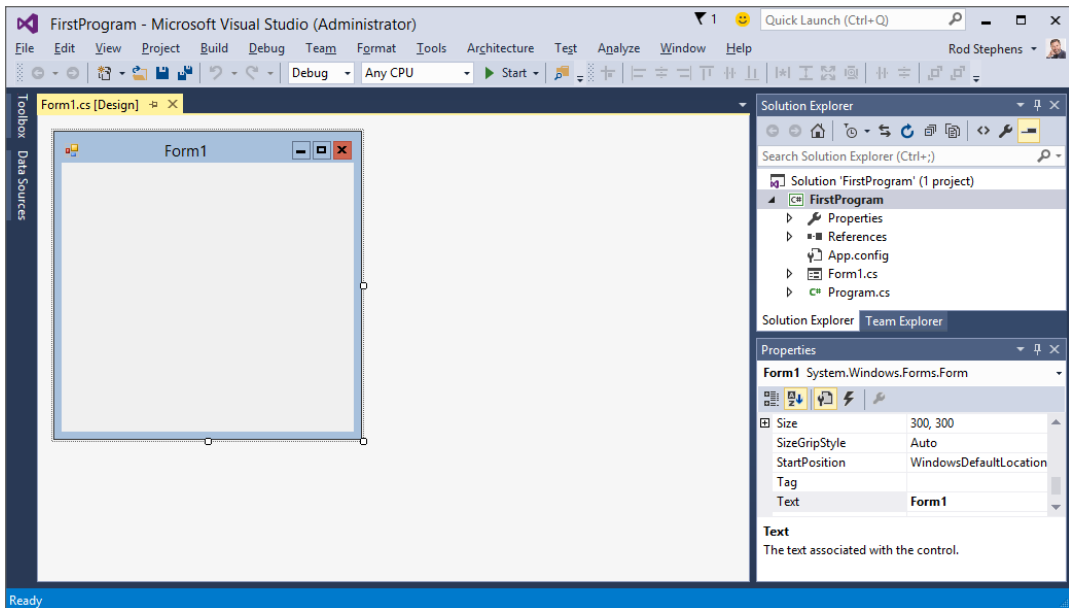 FirstProgram - Microsoft Visual Studio (Administrator) 1 Quick Launch (Ctrl+Q)
File Edit View Project Build Debug Team Format Tools Architecture Test Analyze Window Help Rod Stephens
Debug Any CPU Start
Toolbox
Data Sources
Form1.cs [Design]
Form1
Solution Explorer
Search Solution Explorer (Ctrl+;)
Solution 'FirstProgram' (1 project)
C# FirstProgram
Properties
References
App.config
Form1.cs
C# Program.cs
Solution Explorer Team Explorer
Properties
Form1 System.Windows.Forms.Form
Size 300, 300
SizeGripStyle Auto
StartPosition WindowsDefaultLocation
Tag
Text Form1
Text
The text associated with the control.
Ready